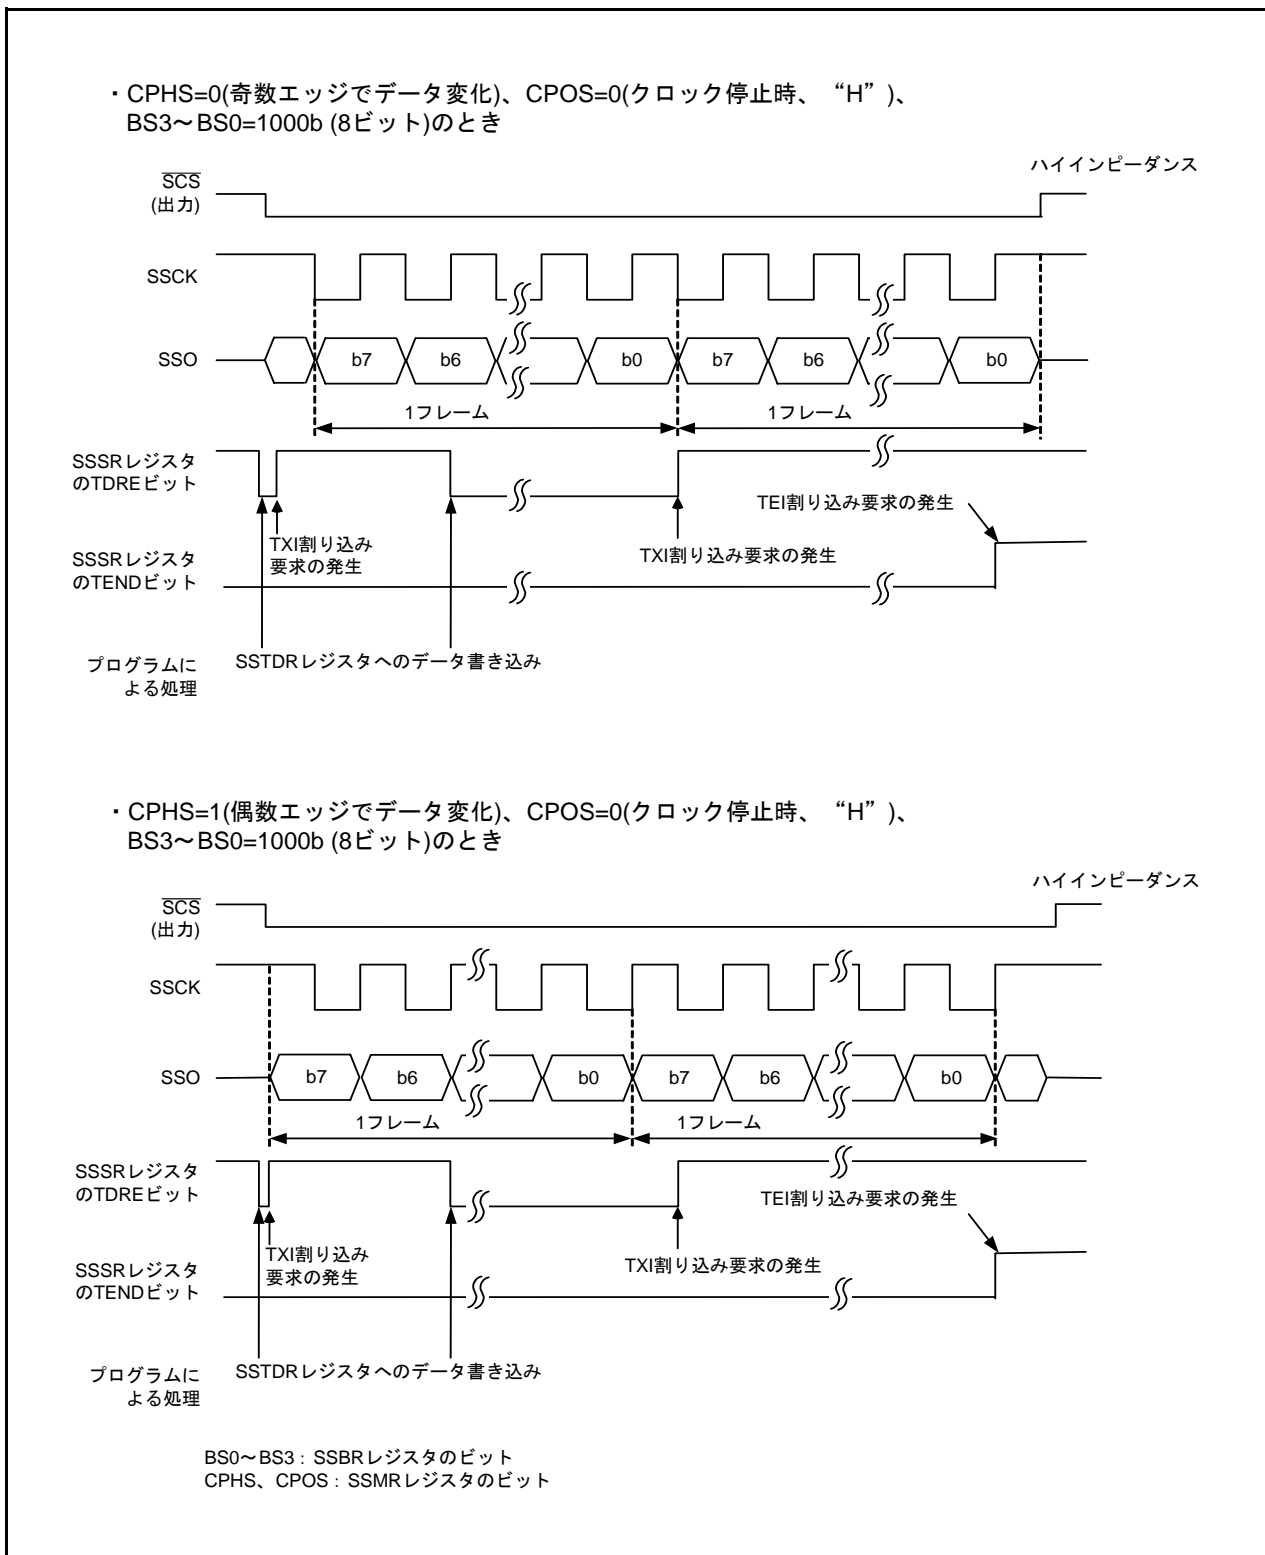 ・CPHS=0(奇数エッジでデータ変化)、CPOS=0(クロック停止時、“H”)、
BS3～BS0=1000b (8ビット)のとき
ハイインピーダンス
SCS
(出力)
SSCK
SSO
b7
b6
b0
b7
b6
b0
1フレーム
1フレーム
SSSRレジスタ
のTDREビット
TEI割り込み要求の発生
TXI割り込み
要求の発生
TXI割り込み要求の発生
SSSRレジスタ
のTENDビット
プログラムに
よる処理
SSTDRレジスタへのデータ書き込み
・CPHS=1(偶数エッジでデータ変化)、CPOS=0(クロック停止時、“H”)、
BS3～BS0=1000b (8ビット)のとき
ハイインピーダンス
SCS
(出力)
SSCK
SSO
b7
b6
b0
b7
b6
b0
1フレーム
1フレーム
SSSRレジスタ
のTDREビット
TEI割り込み要求の発生
TXI割り込み
要求の発生
TXI割り込み要求の発生
SSSRレジスタ
のTENDビット
プログラムに
よる処理
SSTDRレジスタへのデータ書き込み
BS0～BS3 : SSBRレジスタのビット
CPHS、CPOS : SSMRレジスタのビット